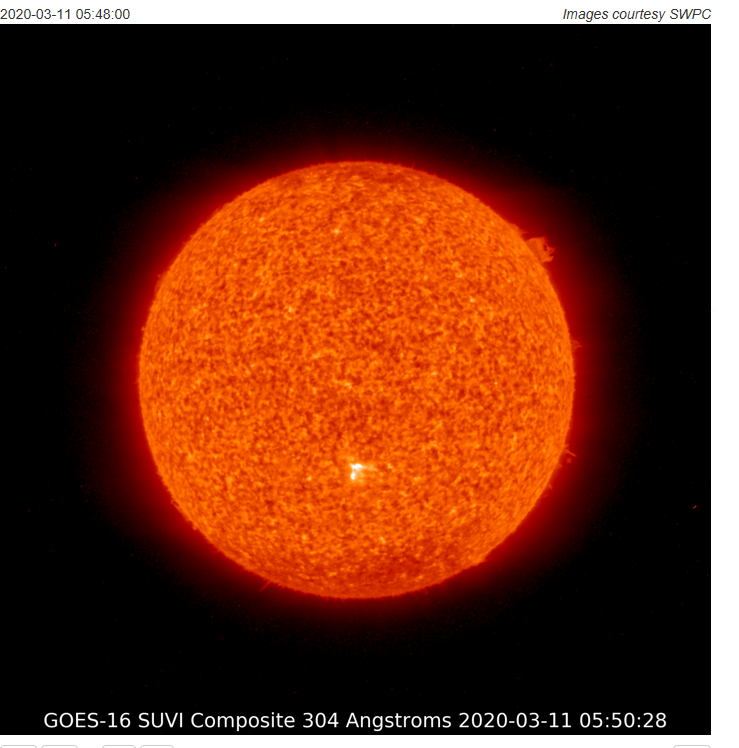 2020-03-11 05:48:00
Images courtesy SWPC
GOES-16 SUVI Composite 304 Angstroms 2020-03-11 05:50:28